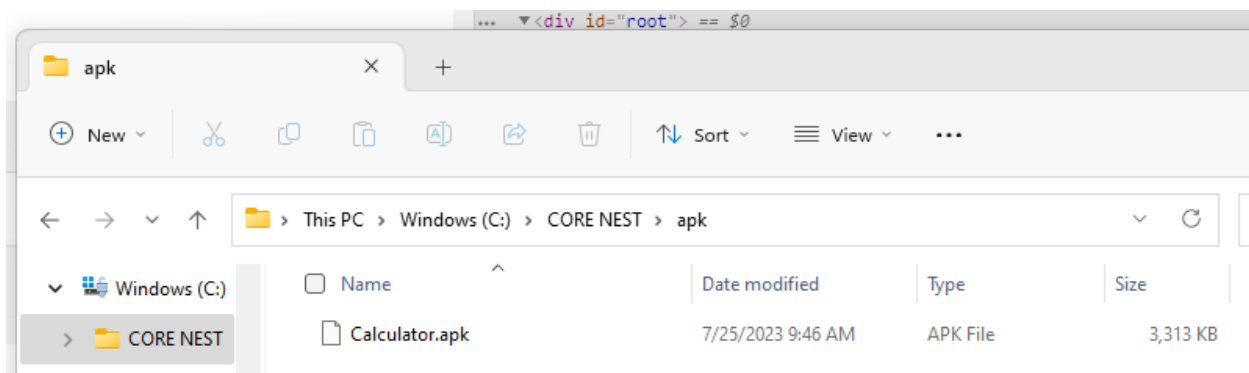 ... ▼<div id="root"> == $0
apk
New
Sort
View
...
This PC > Windows (C:) > CORE NEST > apk
Windows (C:)
Name Date modified Type Size
CORE NEST
Calculator.apk 7/25/2023 9:46 AM APK File 3,313 KB